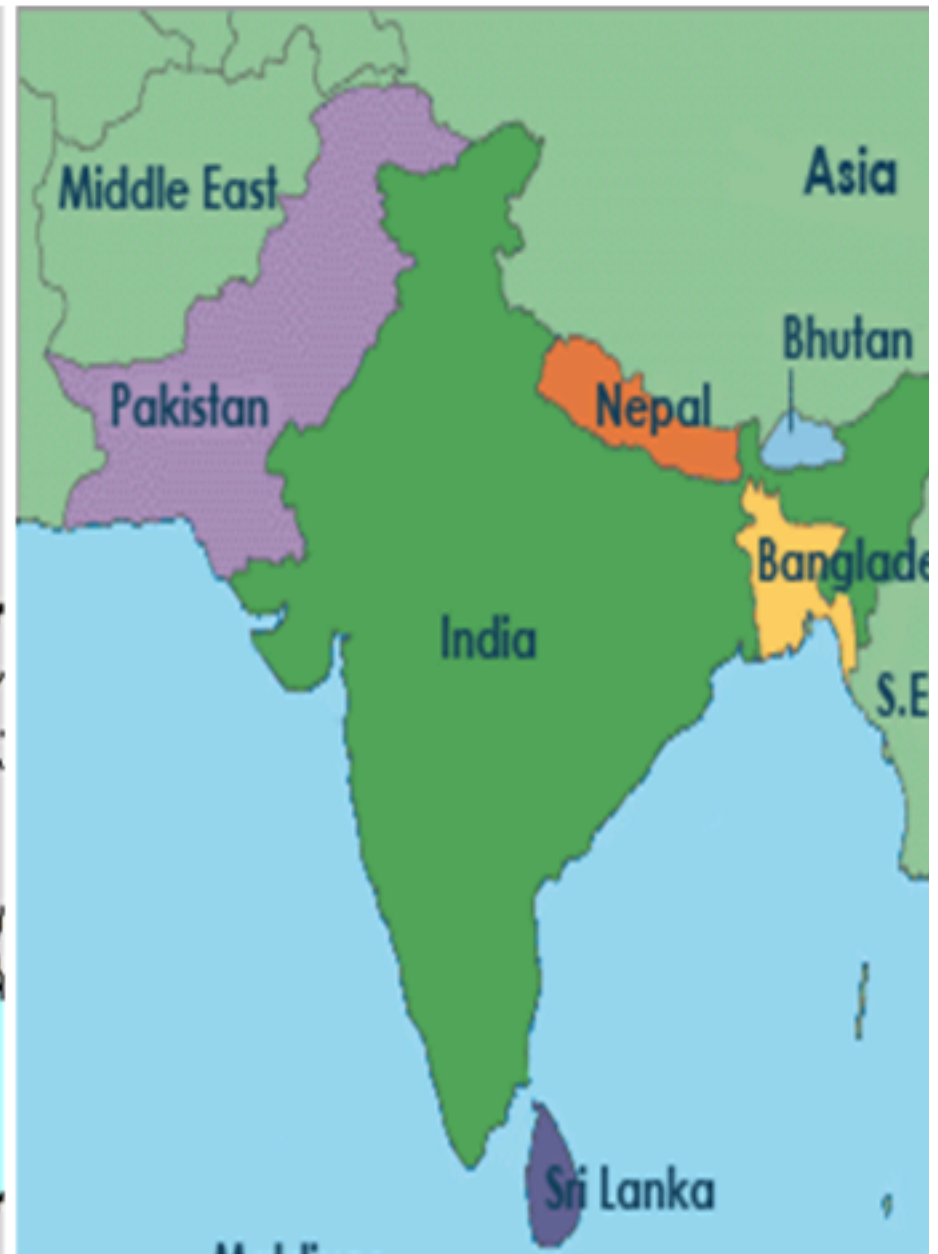 Middle East
Asia
Bhutan
Pakistan
Nepal
Banglade
India
S.E
Sri Lanka